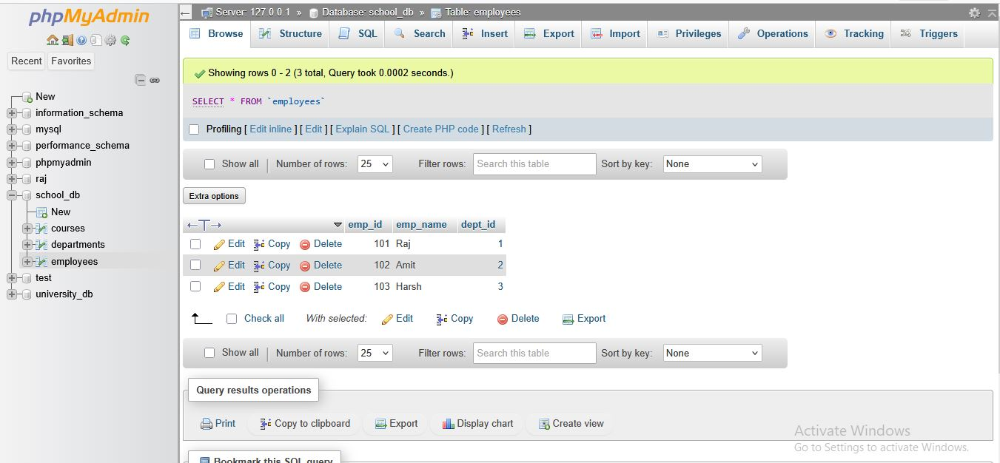 phpMyAdmin
Recent Favorites
New
information_schema
mysql
performance_schema
phpmyadmin
raj
school_db
New
courses
departments
employees
test
university_db
Server: 127.0.0.1 » Database: school_db » Table: employees
Browse Structure SQL Search Insert Export Import Privileges Operations Tracking Triggers
Showing rows 0 - 2 (3 total, Query took 0.0002 seconds.)
SELECT * FROM `employees`
Profiling [ Edit inline ] [ Edit ] [ Explain SQL ] [ Create PHP code ] [ Refresh ]
Show all | Number of rows: 25 Filter rows: Search this table Sort by key: None
Extra options
←T→ emp_id emp_name dept_id
Edit Copy Delete 101 Raj 1
Edit Copy Delete 102 Amit 2
Edit Copy Delete 103 Harsh 3
Check all With selected: Edit Copy Delete Export
Show all | Number of rows: 25 Filter rows: Search this table Sort by key: None
Query results operations
Print Copy to clipboard Export Display chart Create view
Activate Windows
Go to Settings to activate Windows.
Bookmark this SQL query